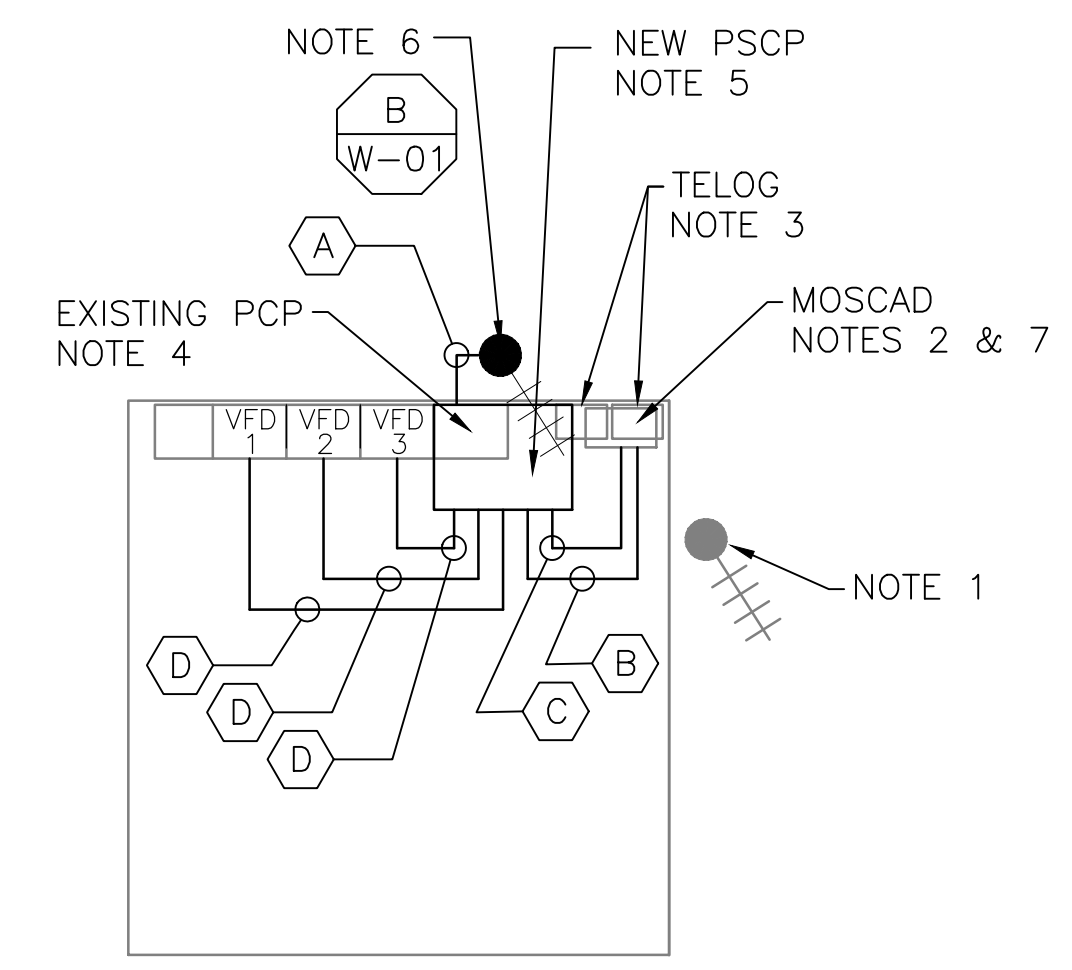 NOTE 6
NEW PSCP
NOTE 5
B
W-01
TELOG
NOTE 3
A
EXISTING PCP
NOTE 4
MOSCAD
NOTES 2 & 7
VFD
1
VFD
2
VFD
3
NOTE 1
D
B
D
C
D